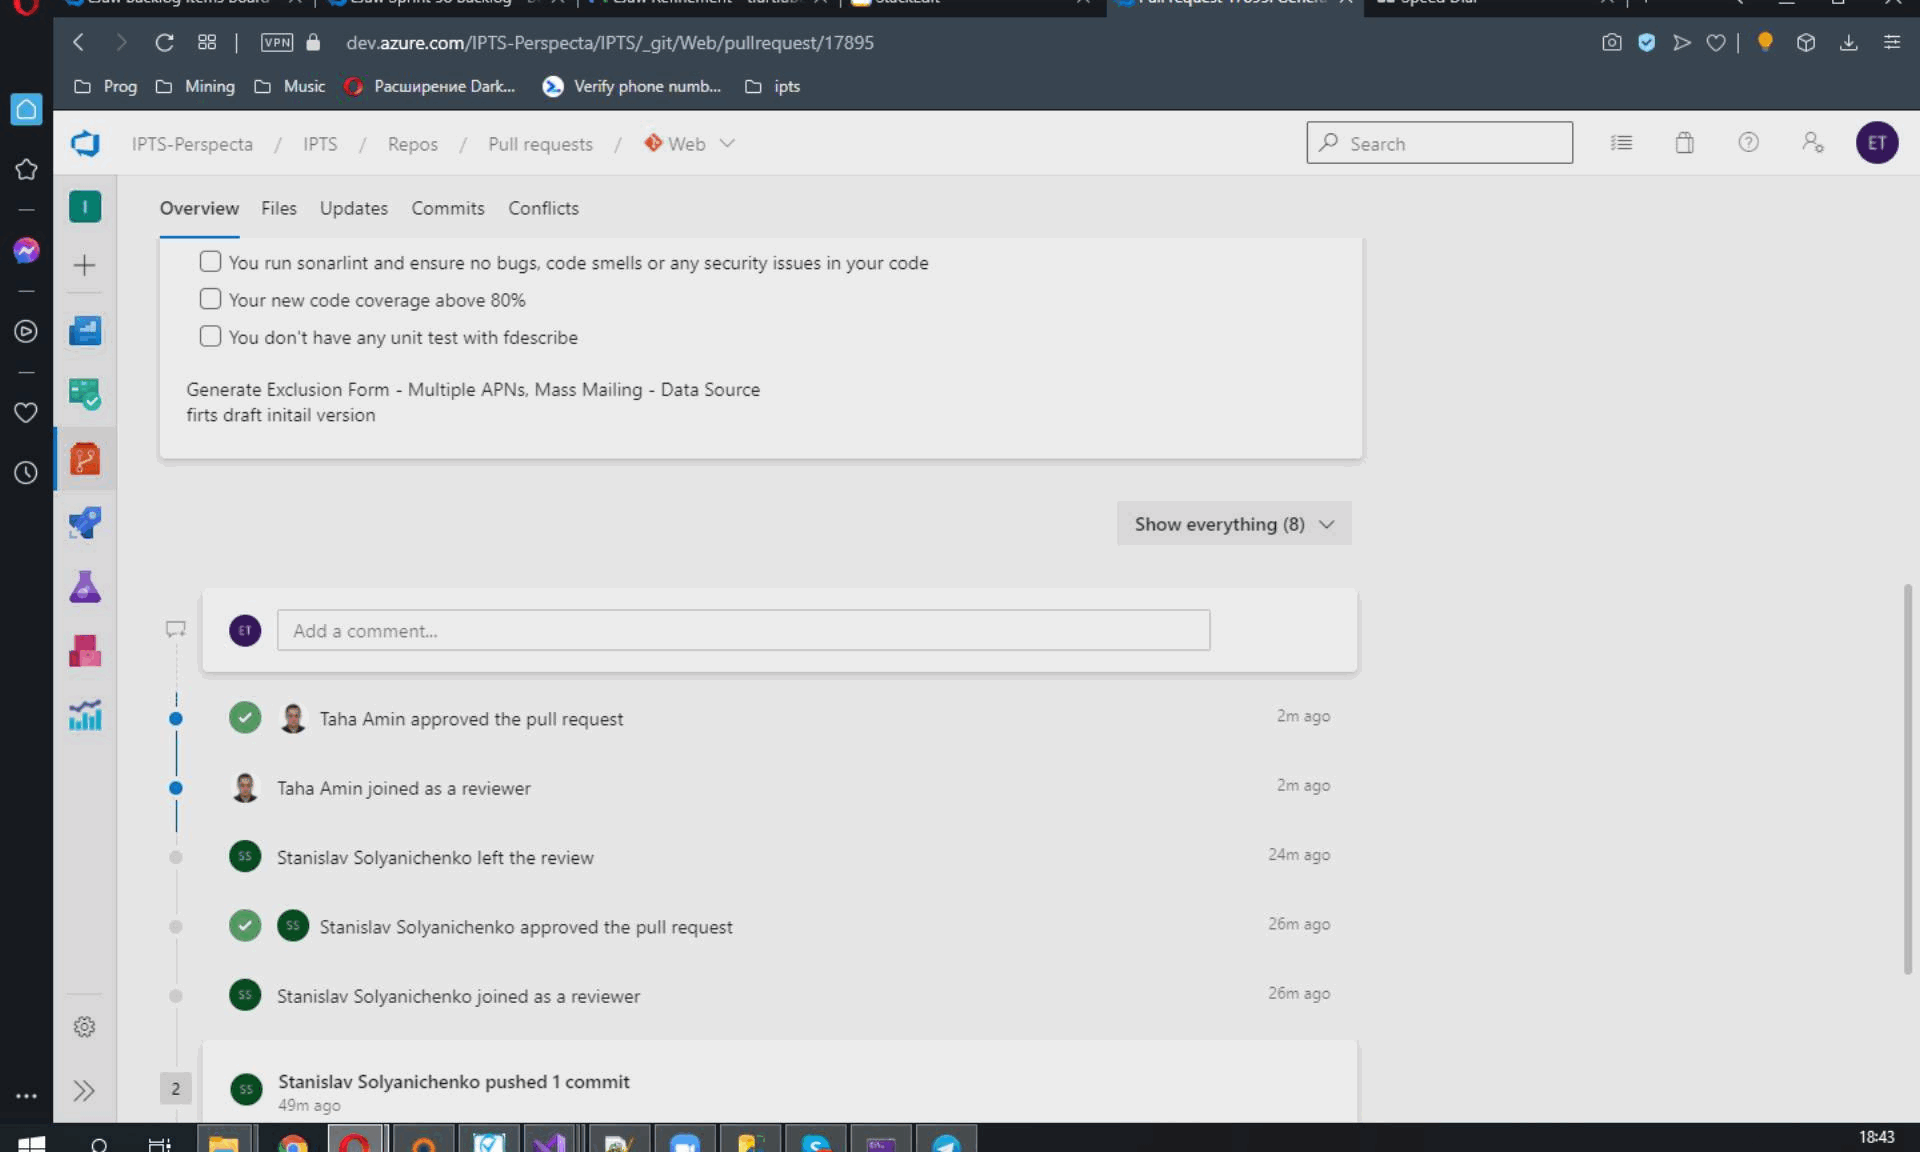 VPN dev.azure.com/IPTS-Perspecta/IPTS/_git/Web/pullrequest/17895
Prog Mining Music Расширение Dark... Verify phone numb... ipts
IPTS-Perspecta / IPTS / Repos / Pull requests / Web Search ET
I
Overview Files Updates Commits Conflicts
You run sonarlint and ensure no bugs, code smells or any security issues in your code
Your new code coverage above 80%
You don't have any unit test with fdescribe
Generate Exclusion Form - Multiple APNs, Mass Mailing - Data Source
firts draft initail version
Show everything (8)
ET Add a comment...
Taha Amin approved the pull request 2m ago
Taha Amin joined as a reviewer 2m ago
SS Stanislav Solyanichenko left the review 24m ago
SS Stanislav Solyanichenko approved the pull request 26m ago
SS Stanislav Solyanichenko joined as a reviewer 26m ago
2 SS Stanislav Solyanichenko pushed 1 commit
49m ago
18:43